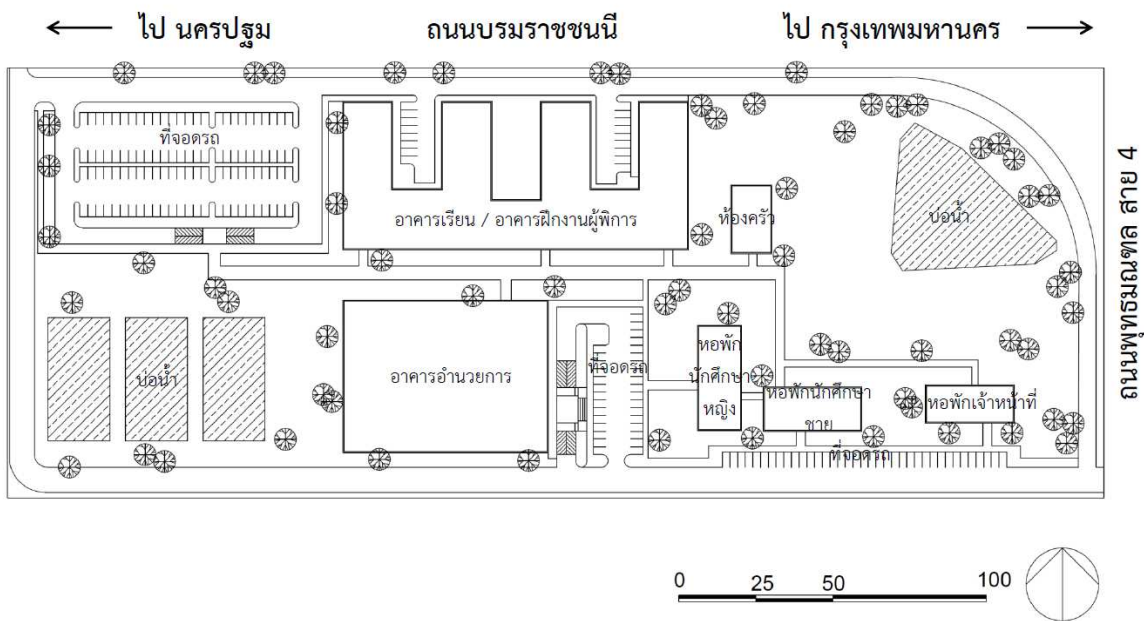 ไป นครปฐม
ถนนบรมราชชนนี
ไป กรุงเทพมหานคร
ที่จอดรถ
อาคารเรียน / อาคารฝึกงานผู้พิการ
ห้องครัว
บ่อน้ำ
ถนนพุทธมณฑล สาย 4
บ่อน้ำ
อาคารอำนวยการ
ที่จอดรถ
หอพัก
นักศึกษา
หญิง
หอพักนักศึกษา
ชาย
หอพักเจ้าหน้าที่
ที่จอดรถ
0 25 50 100